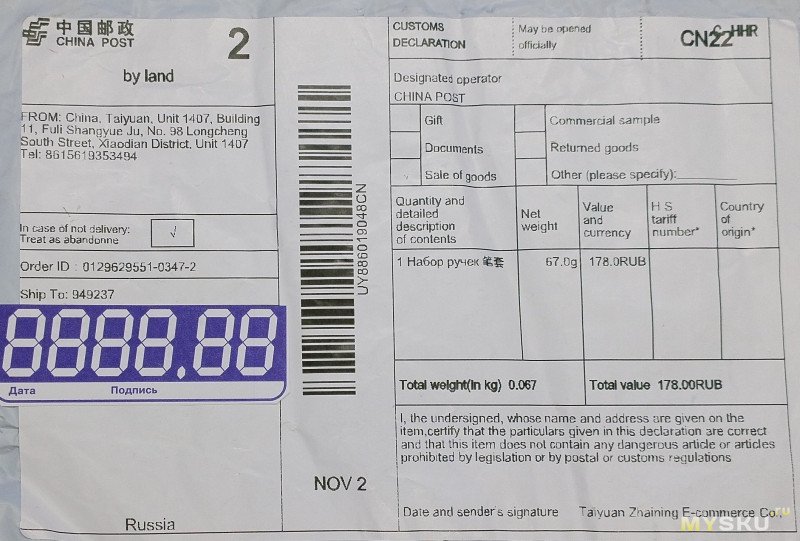 中国邮政
CHINA POST
2
by land
FROM: China, Taiyuan, Unit 1407, Building
11, Fuli Shangyue Ju, No. 98 Longcheng
South Street, Xiaodian District, Unit 1407
Tel: 8615619353494
In case of not delivery:
Treat as abandonne
√
Order ID : 0129629551-0347-2
Ship To: 949237
8888.88
Дата Подпись
Russia
UY886019048CN
NOV 2
CUSTOMS
DECLARATION
May be opened
officially
CN22
Designated operator
CHINA POST
Gift
Commercial sample
Documents
Returned goods
√ Sale of goods
Other (please specify):________
Quantity and
detailed
description
of contents
Net
weight
Value
and
currency
H S
tariff
number*
Country
of
origin*
1 Набор ручек 笔套 67.0g 178.0RUB
Total weight(in kg) 0.067 Total value 178.00RUB
I, the undersigned, whose name and address are given on the
item,certify that the particulars given in this declaration are correct
and that this item does not contain any dangerous article or articles
prohibited by legislation or by postal or customs regulations
Date and sender's signature Taiyuan Zhaining E-commerce Co.,
MYSKU.ru